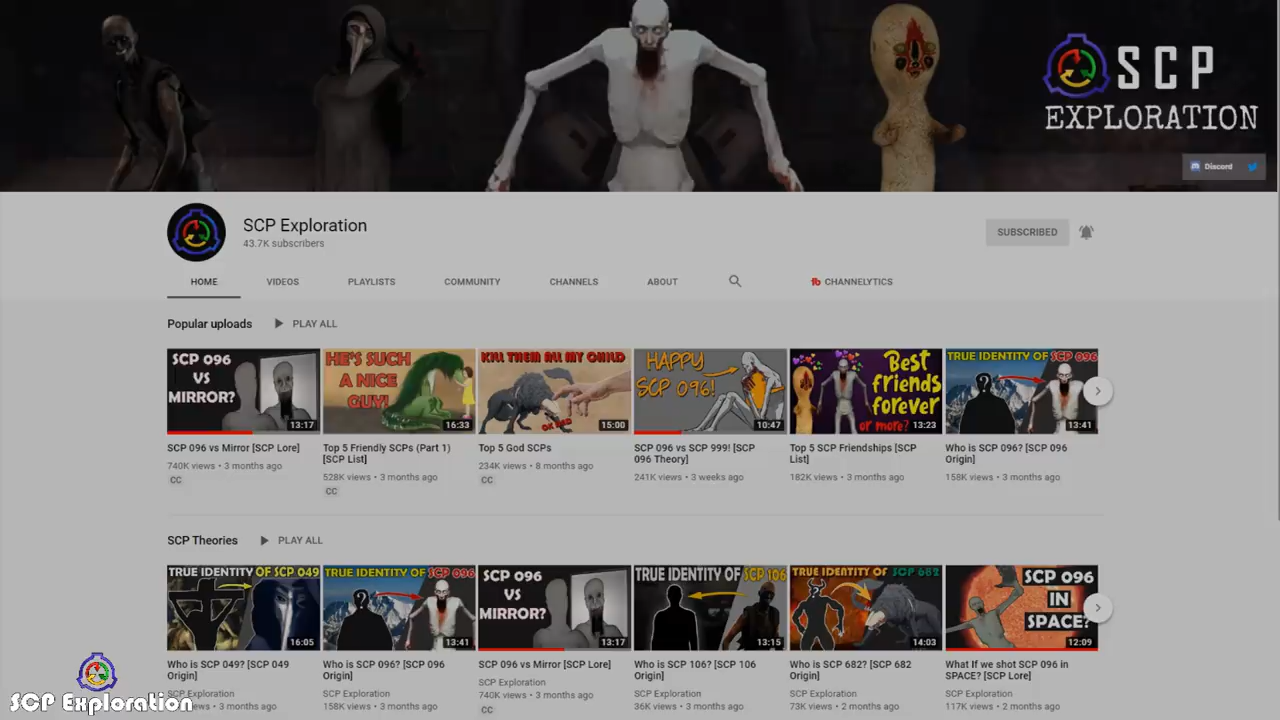 SCP
EXPLORATION
Discord
SCP Exploration
43.7K subscribers
SUBSCRIBED
HOME VIDEOS PLAYLISTS COMMUNITY CHANNELS ABOUT CHANNELYTICS
Popular uploads PLAY ALL
SCP 096
VS
MIRROR?
13:17
HE'S SUCH
A NICE
GUY!
16:33
KILL THEM ALL MY CHILD
15:00
HAPPY
SCP 096!
10:47
Best
friends
forever
or more?
13:23
TRUE IDENTITY OF SCP 096
?
13:41
SCP 096 vs Mirror [SCP Lore]
740K views • 3 months ago
CC
Top 5 Friendly SCPs (Part 1)
[SCP List]
528K views • 3 months ago
CC
Top 5 God SCPs
234K views • 8 months ago
CC
SCP 096 vs SCP 999! [SCP
096 Theory]
241K views • 3 weeks ago
Top 5 SCP Friendships [SCP
List]
182K views • 3 months ago
Who is SCP 096? [SCP 096
Origin]
158K views • 3 months ago
SCP Theories PLAY ALL
TRUE IDENTITY OF SCP 049
16:05
TRUE IDENTITY OF SCP 096
?
13:41
SCP 096
VS
MIRROR?
13:17
TRUE IDENTITY OF SCP 106
13:15
TRUE IDENTITY OF SCP 682
14:03
SCP 096
IN
SPACE?
12:09
Who is SCP 049? [SCP 049
Origin]
SCP Exploration
views • 3 months ago
Who is SCP 096? [SCP 096
Origin]
SCP Exploration
158K views • 3 months ago
SCP 096 vs Mirror [SCP Lore]
SCP Exploration
740K views • 3 months ago
CC
Who is SCP 106? [SCP 106
Origin]
SCP Exploration
36K views • 3 months ago
Who is SCP 682? [SCP 682
Origin]
SCP Exploration
73K views • 2 months ago
What If we shot SCP 096 in
SPACE? [SCP Lore]
SCP Exploration
117K views • 2 months ago
SCP Exploration